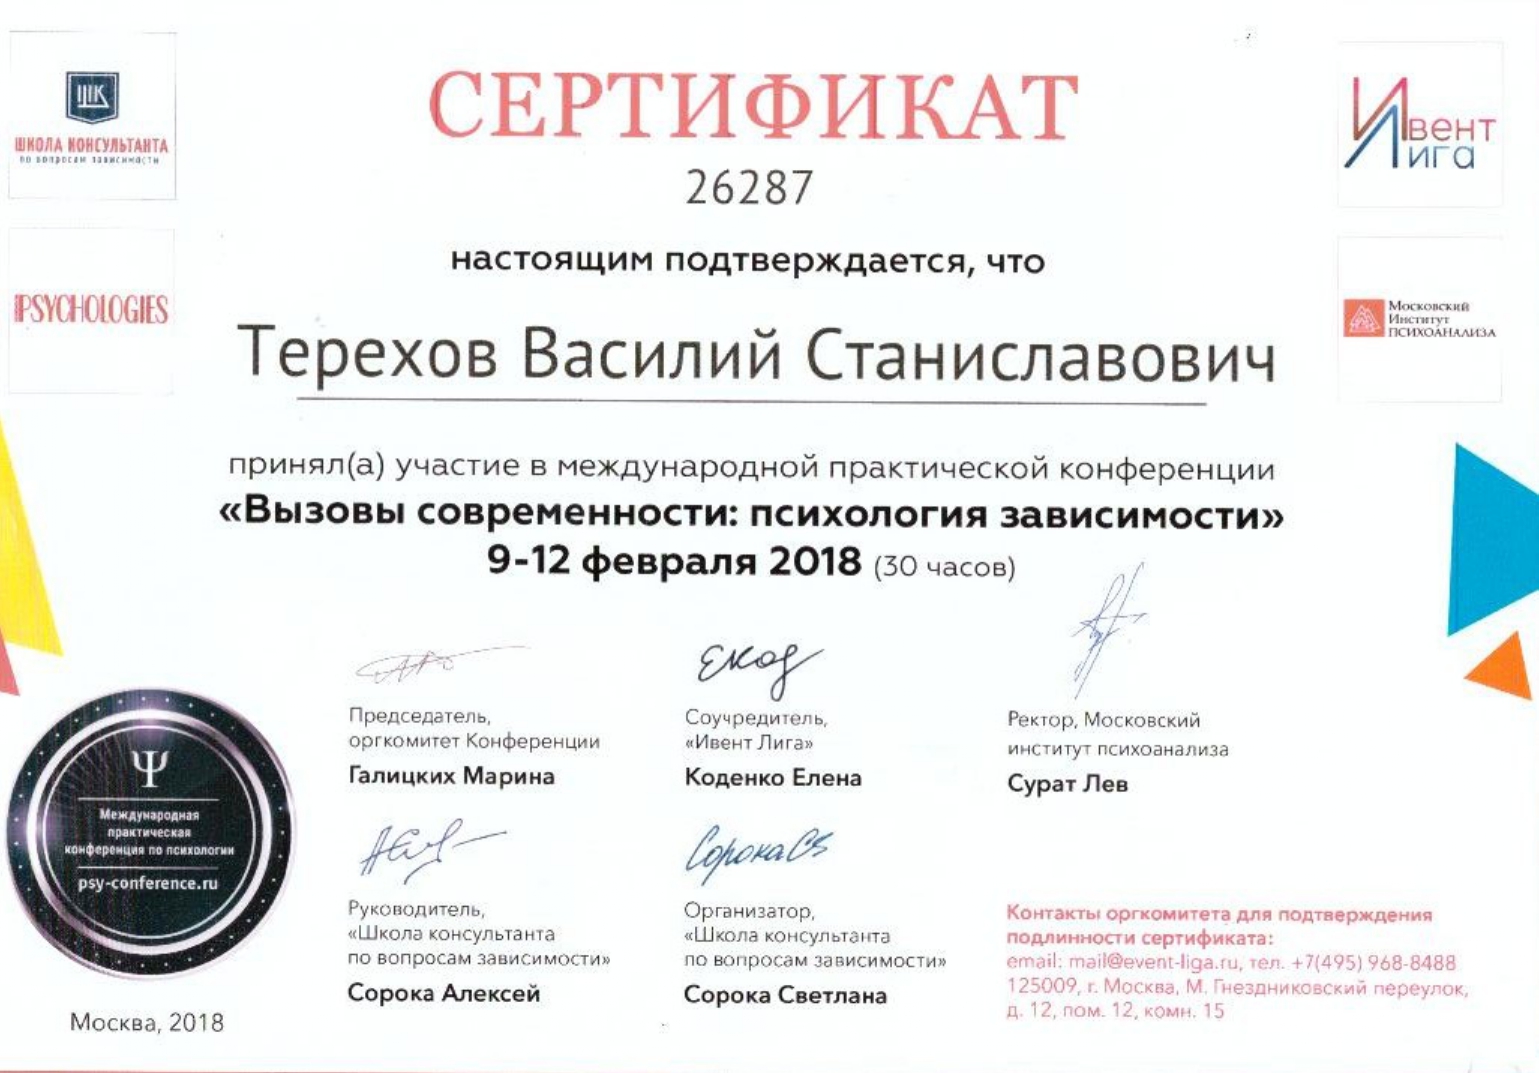 ШК
ШКОЛА КОНСУЛЬТАНТА
ПО ВОПРОСАМ ЗАВИСИМОСТИ
PSYCHOLOGIES
СЕРТИФИКАТ
26287
Ивент
Лига
Московский
Институт
ПСИХОАНАЛИЗА
настоящим подтверждается, что
Терехов Василий Станиславович
принял(а) участие в международной практической конференции
«Вызовы современности: психология зависимости»
9-12 февраля 2018 (30 часов)
Председатель,
оргкомитет Конференции
Галицких Марина
Екод
Соучредитель,
«Ивент Лига»
Коденко Елена
Ректор, Московский
институт психоанализа
Сурат Лев
Руководитель,
«Школа консультанта
по вопросам зависимости»
Сорока Алексей
Сорока СВ
Организатор,
«Школа консультанта
по вопросам зависимости»
Сорока Светлана
Контакты оргкомитета для подтверждения
подлинности сертификата:
email: mail@event-liga.ru, тел. +7(495) 968-8488
125009, г. Москва, М. Гнездниковский переулок,
д. 12, пом. 12, комн. 15
Ψ
Международная
практическая
конференция по психологии
psy-conference.ru
Москва, 2018